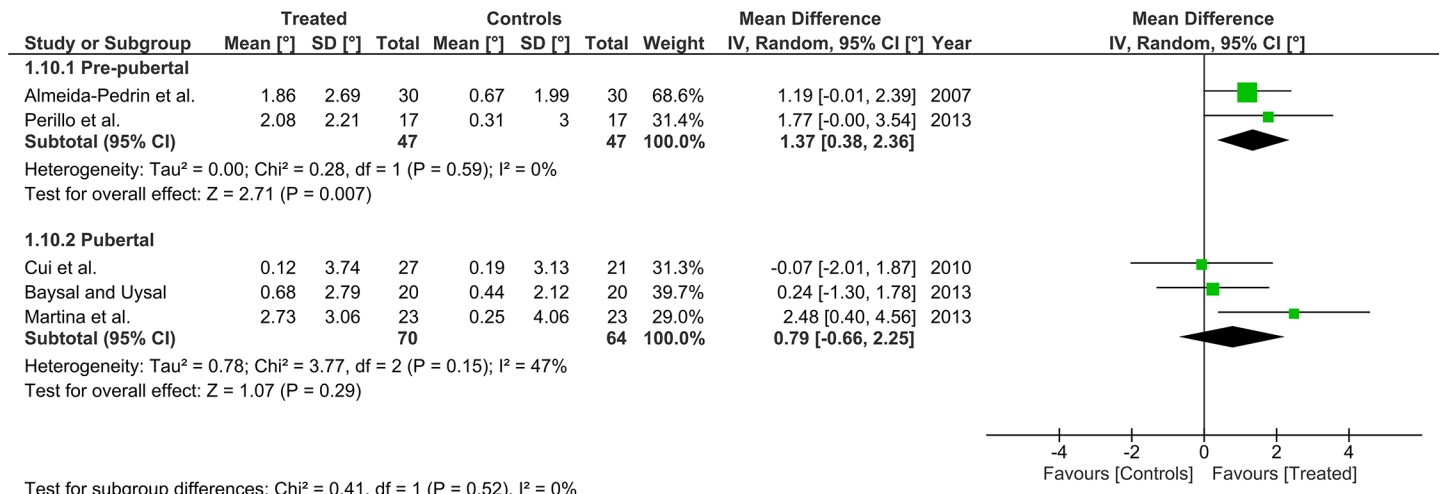 Treated Controls Mean Difference Mean Difference
Study or Subgroup Mean [°] SD [°] Total Mean [°] SD [°] Total Weight IV, Random, 95% CI [°] Year IV, Random, 95% CI [°]
1.10.1 Pre-pubertal
Almeida-Pedrin et al. 1.86 2.69 30 0.67 1.99 30 68.6% 1.19 [-0.01, 2.39] 2007
Perillo et al. 2.08 2.21 17 0.31 3 17 31.4% 1.77 [-0.00, 3.54] 2013
Subtotal (95% CI) 47 47 100.0% 1.37 [0.38, 2.36]
Heterogeneity: Tau² = 0.00; Chi² = 0.28, df = 1 (P = 0.59); I² = 0%
Test for overall effect: Z = 2.71 (P = 0.007)
1.10.2 Pubertal
Cui et al. 0.12 3.74 27 0.19 3.13 21 31.3% -0.07 [-2.01, 1.87] 2010
Baysal and Uysal 0.68 2.79 20 0.44 2.12 20 39.7% 0.24 [-1.30, 1.78] 2013
Martina et al. 2.73 3.06 23 0.25 4.06 23 29.0% 2.48 [0.40, 4.56] 2013
Subtotal (95% CI) 70 64 100.0% 0.79 [-0.66, 2.25]
Heterogeneity: Tau² = 0.78; Chi² = 3.77, df = 2 (P = 0.15); I² = 47%
Test for overall effect: Z = 1.07 (P = 0.29)
-4 -2 0 2 4
Favours [Controls] Favours [Treated]
Test for subgroup differences: Chi² = 0.41, df = 1 (P = 0.52), I² = 0%